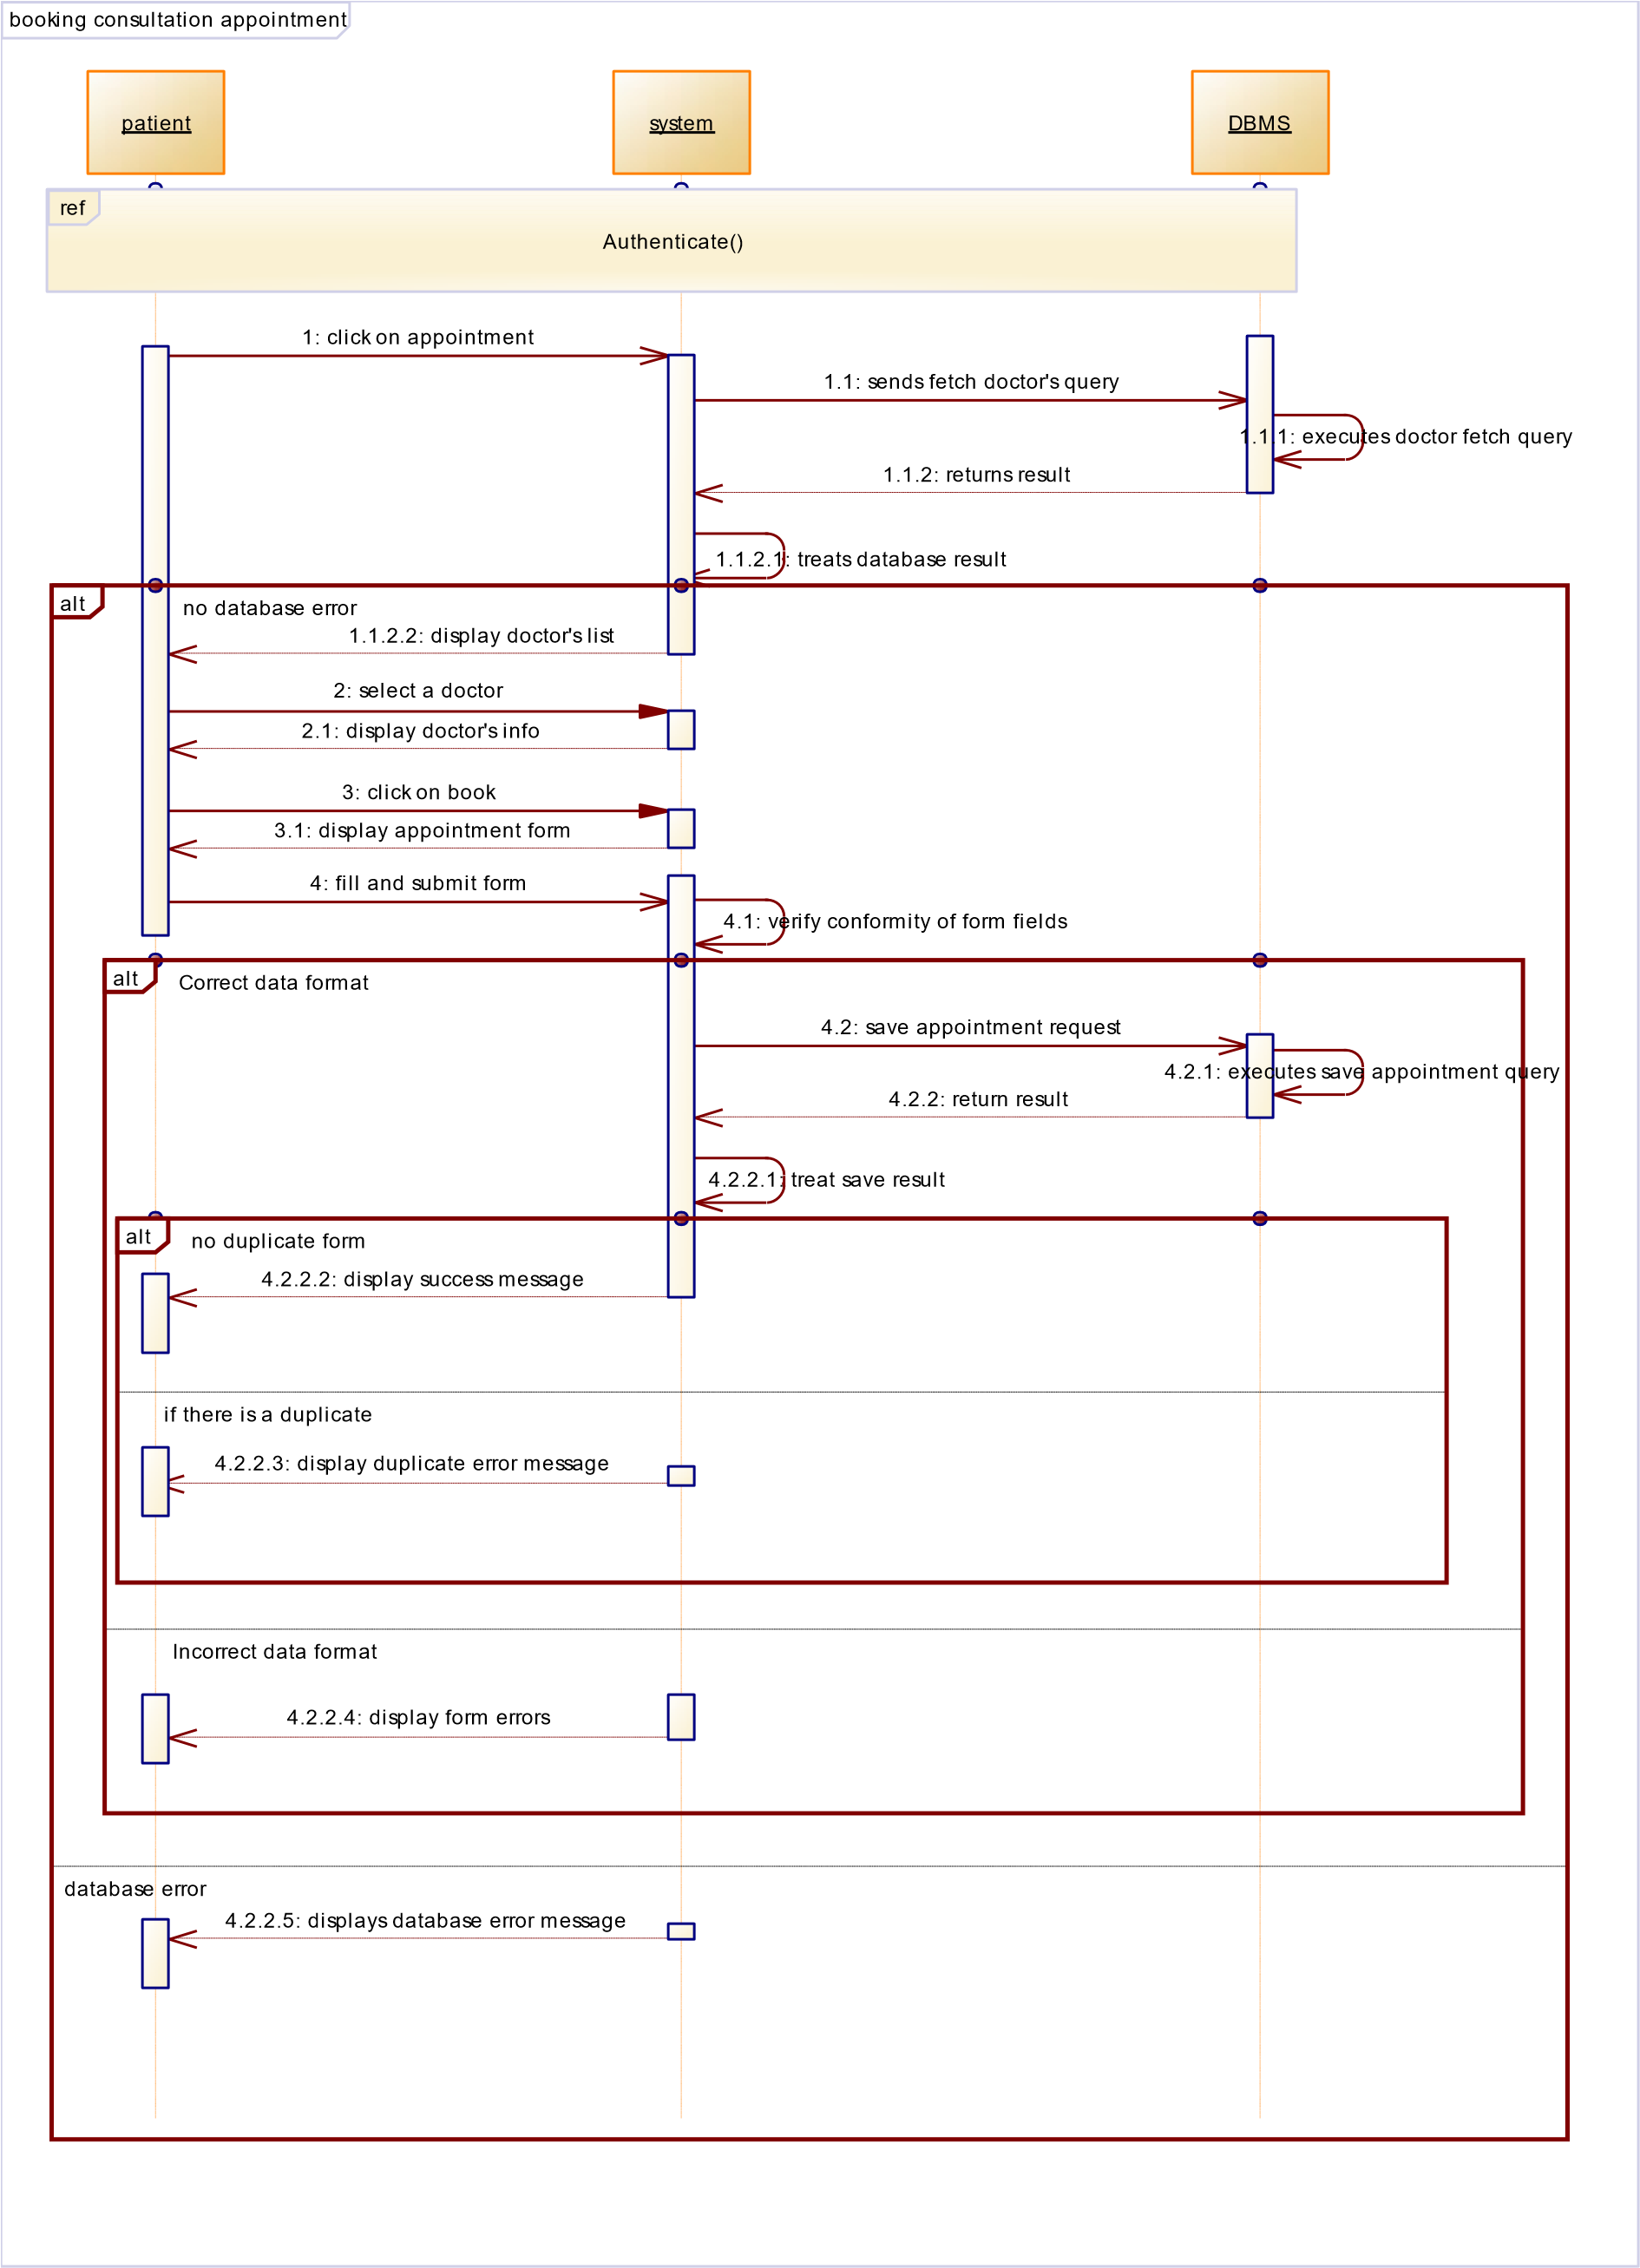 booking consultation appointment
patient
system
DBMS
ref
Authenticate()
1: click on appointment
1.1: sends fetch doctor's query
1.1.1: executes doctor fetch query
1.1.2: returns result
1.1.2.1: treats database result
alt
no database error
1.1.2.2: display doctor's list
2: select a doctor
2.1: display doctor's info
3: click on book
3.1: display appointment form
4: fill and submit form
4.1: verify conformity of form fields
alt
Correct data format
4.2: save appointment request
4.2.1: executes save appointment query
4.2.2: return result
4.2.2.1: treat save result
alt
no duplicate form
4.2.2.2: display success message
if there is a duplicate
4.2.2.3: display duplicate error message
Incorrect data format
4.2.2.4: display form errors
database error
4.2.2.5: displays database error message